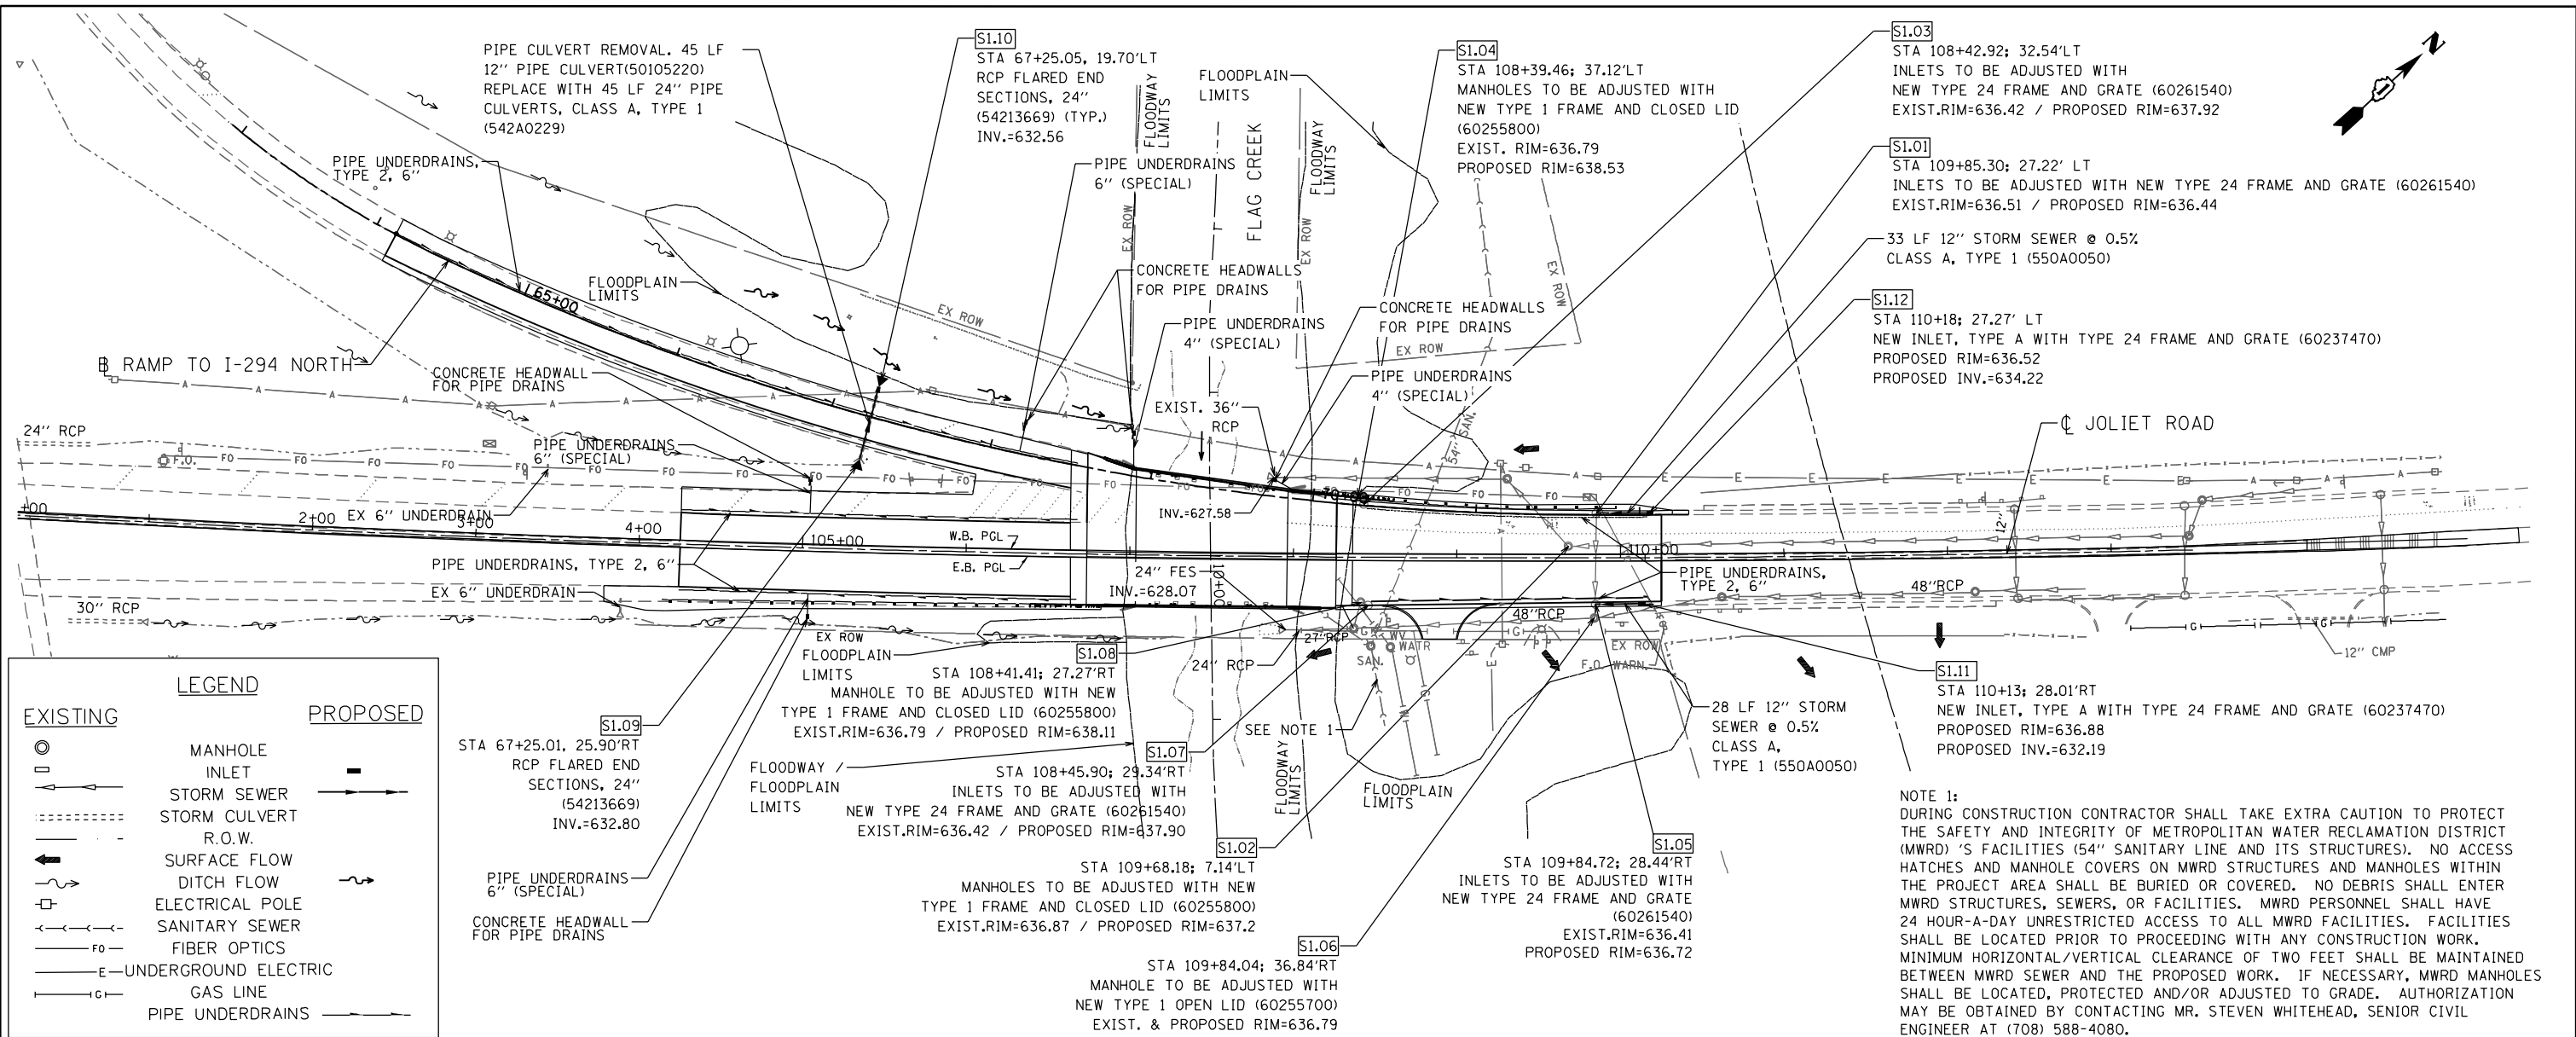 PIPE CULVERT REMOVAL. 45 LF
12" PIPE CULVERT(50105220)
REPLACE WITH 45 LF 24" PIPE
CULVERTS, CLASS A, TYPE 1
(542A0229)
S1.10
STA 67+25.05, 19.70'LT
RCP FLARED END
SECTIONS, 24"
(54213669) (TYP.)
INV.=632.56
FLOODWAY
LIMITS
FLOODPLAIN
LIMITS
FLAG CREEK
FLOODWAY
LIMITS
S1.04
STA 108+39.46; 37.12'LT
MANHOLES TO BE ADJUSTED WITH
NEW TYPE 1 FRAME AND CLOSED LID
(60255800)
EXIST. RIM=636.79
PROPOSED RIM=638.53
S1.03
STA 108+42.92; 32.54'LT
INLETS TO BE ADJUSTED WITH
NEW TYPE 24 FRAME AND GRATE (60261540)
EXIST.RIM=636.42 / PROPOSED RIM=637.92
N
S1.01
STA 109+85.30; 27.22' LT
INLETS TO BE ADJUSTED WITH NEW TYPE 24 FRAME AND GRATE (60261540)
EXIST.RIM=636.51 / PROPOSED RIM=636.44
33 LF 12" STORM SEWER @ 0.5%
CLASS A, TYPE 1 (550A0050)
S1.12
STA 110+18; 27.27' LT
NEW INLET, TYPE A WITH TYPE 24 FRAME AND GRATE (60237470)
PROPOSED RIM=636.52
PROPOSED INV.=634.22
PIPE UNDERDRAINS,
TYPE 2, 6"
PIPE UNDERDRAINS
6" (SPECIAL)
EX ROW
EX ROW
EX ROW
EX ROW
EX ROW
CONCRETE HEADWALLS
FOR PIPE DRAINS
FLOODPLAIN
LIMITS
65+00
PIPE UNDERDRAINS
4" (SPECIAL)
CONCRETE HEADWALLS
FOR PIPE DRAINS
B RAMP TO I-294 NORTH
CONCRETE HEADWALL
FOR PIPE DRAINS
PIPE UNDERDRAINS
4" (SPECIAL)
EXIST. 36"
RCP
54" SAN.
℄ JOLIET ROAD
24" RCP
F.O.
PIPE UNDERDRAINS
6" (SPECIAL)
EX 6" UNDERDRAIN
INV.=627.58
+00
2+00
3+00
4+00
105+00
W.B. PGL
E.B. PGL
110+00
12"
PIPE UNDERDRAINS, TYPE 2, 6"
24" FES
INV.=628.07
10+00
PIPE UNDERDRAINS,
TYPE 2, 6"
EX 6" UNDERDRAIN
30" RCP
48"RCP
48"RCP
27"RCP
24" RCP
WV
WATR
SAN.
EX ROW
F.O. WARN.
12" CMP
EX ROW
FLOODPLAIN
LIMITS
S1.08
STA 108+41.41; 27.27'RT
MANHOLE TO BE ADJUSTED WITH NEW
TYPE 1 FRAME AND CLOSED LID (60255800)
EXIST.RIM=636.79 / PROPOSED RIM=638.11
S1.11
STA 110+13; 28.01'RT
NEW INLET, TYPE A WITH TYPE 24 FRAME AND GRATE (60237470)
PROPOSED RIM=636.88
PROPOSED INV.=632.19
28 LF 12" STORM
SEWER @ 0.5%
CLASS A,
TYPE 1 (550A0050)
SEE NOTE 1
S1.09
STA 67+25.01, 25.90'RT
RCP FLARED END
SECTIONS, 24"
(54213669)
INV.=632.80
FLOODWAY /
FLOODPLAIN
LIMITS
S1.07
STA 108+45.90; 29.34'RT
INLETS TO BE ADJUSTED WITH
NEW TYPE 24 FRAME AND GRATE (60261540)
EXIST.RIM=636.42 / PROPOSED RIM=637.90
FLOODWAY
LIMITS
FLOODPLAIN
LIMITS
S1.02
STA 109+68.18; 7.14'LT
MANHOLES TO BE ADJUSTED WITH NEW
TYPE 1 FRAME AND CLOSED LID (60255800)
EXIST.RIM=636.87 / PROPOSED RIM=637.2
S1.05
STA 109+84.72; 28.44'RT
INLETS TO BE ADJUSTED WITH
NEW TYPE 24 FRAME AND GRATE
(60261540)
EXIST.RIM=636.41
PROPOSED RIM=636.72
S1.06
STA 109+84.04; 36.84'RT
MANHOLE TO BE ADJUSTED WITH
NEW TYPE 1 OPEN LID (60255700)
EXIST. & PROPOSED RIM=636.79
PIPE UNDERDRAINS
6" (SPECIAL)
CONCRETE HEADWALL
FOR PIPE DRAINS
LEGEND
EXISTING PROPOSED
MANHOLE
INLET
STORM SEWER
STORM CULVERT
R.O.W.
SURFACE FLOW
DITCH FLOW
ELECTRICAL POLE
SANITARY SEWER
FO FIBER OPTICS
E UNDERGROUND ELECTRIC
G GAS LINE
PIPE UNDERDRAINS
NOTE 1:
DURING CONSTRUCTION CONTRACTOR SHALL TAKE EXTRA CAUTION TO PROTECT
THE SAFETY AND INTEGRITY OF METROPOLITAN WATER RECLAMATION DISTRICT
(MWRD) 'S FACILITIES (54" SANITARY LINE AND ITS STRUCTURES). NO ACCESS
HATCHES AND MANHOLE COVERS ON MWRD STRUCTURES AND MANHOLES WITHIN
THE PROJECT AREA SHALL BE BURIED OR COVERED. NO DEBRIS SHALL ENTER
MWRD STRUCTURES, SEWERS, OR FACILITIES. MWRD PERSONNEL SHALL HAVE
24 HOUR-A-DAY UNRESTRICTED ACCESS TO ALL MWRD FACILITIES. FACILITIES
SHALL BE LOCATED PRIOR TO PROCEEDING WITH ANY CONSTRUCTION WORK.
MINIMUM HORIZONTAL/VERTICAL CLEARANCE OF TWO FEET SHALL BE MAINTAINED
BETWEEN MWRD SEWER AND THE PROPOSED WORK. IF NECESSARY, MWRD MANHOLES
SHALL BE LOCATED, PROTECTED AND/OR ADJUSTED TO GRADE. AUTHORIZATION
MAY BE OBTAINED BY CONTACTING MR. STEVEN WHITEHEAD, SENIOR CIVIL
ENGINEER AT (708) 588-4080.